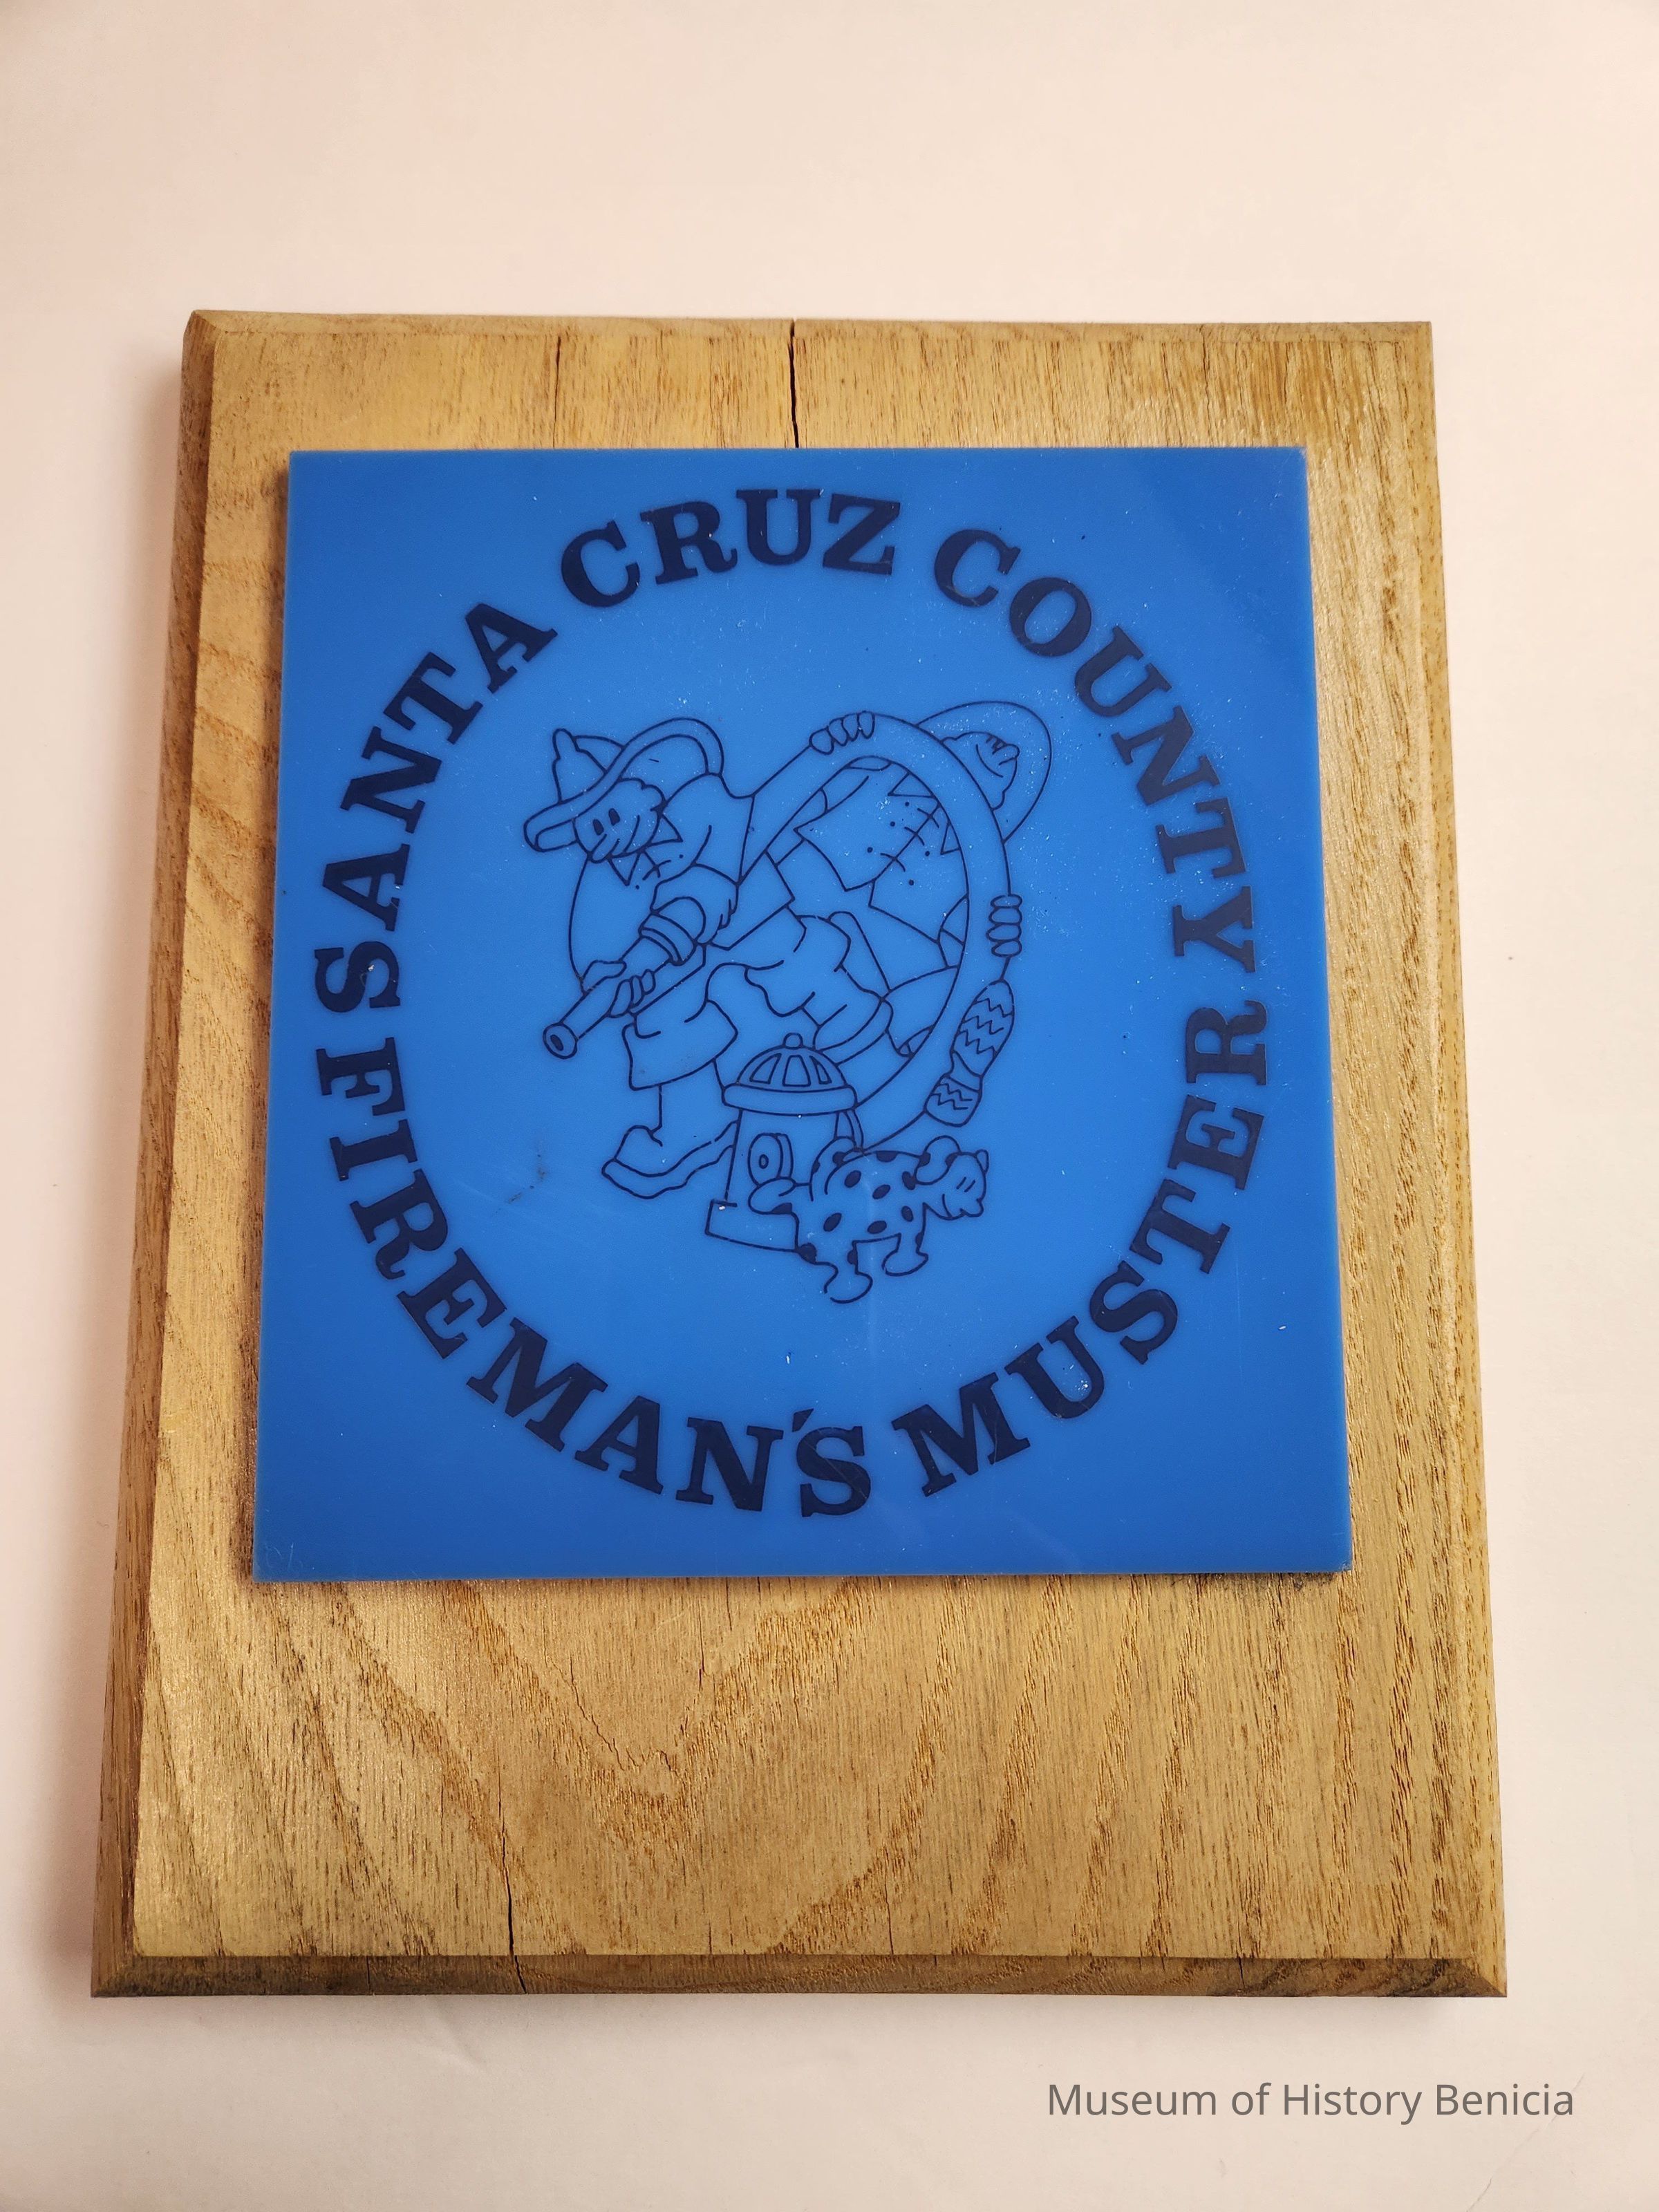 SANTA CRUZ COUNTY
FIREMAN'S MUSTER
Museum of History Benicia